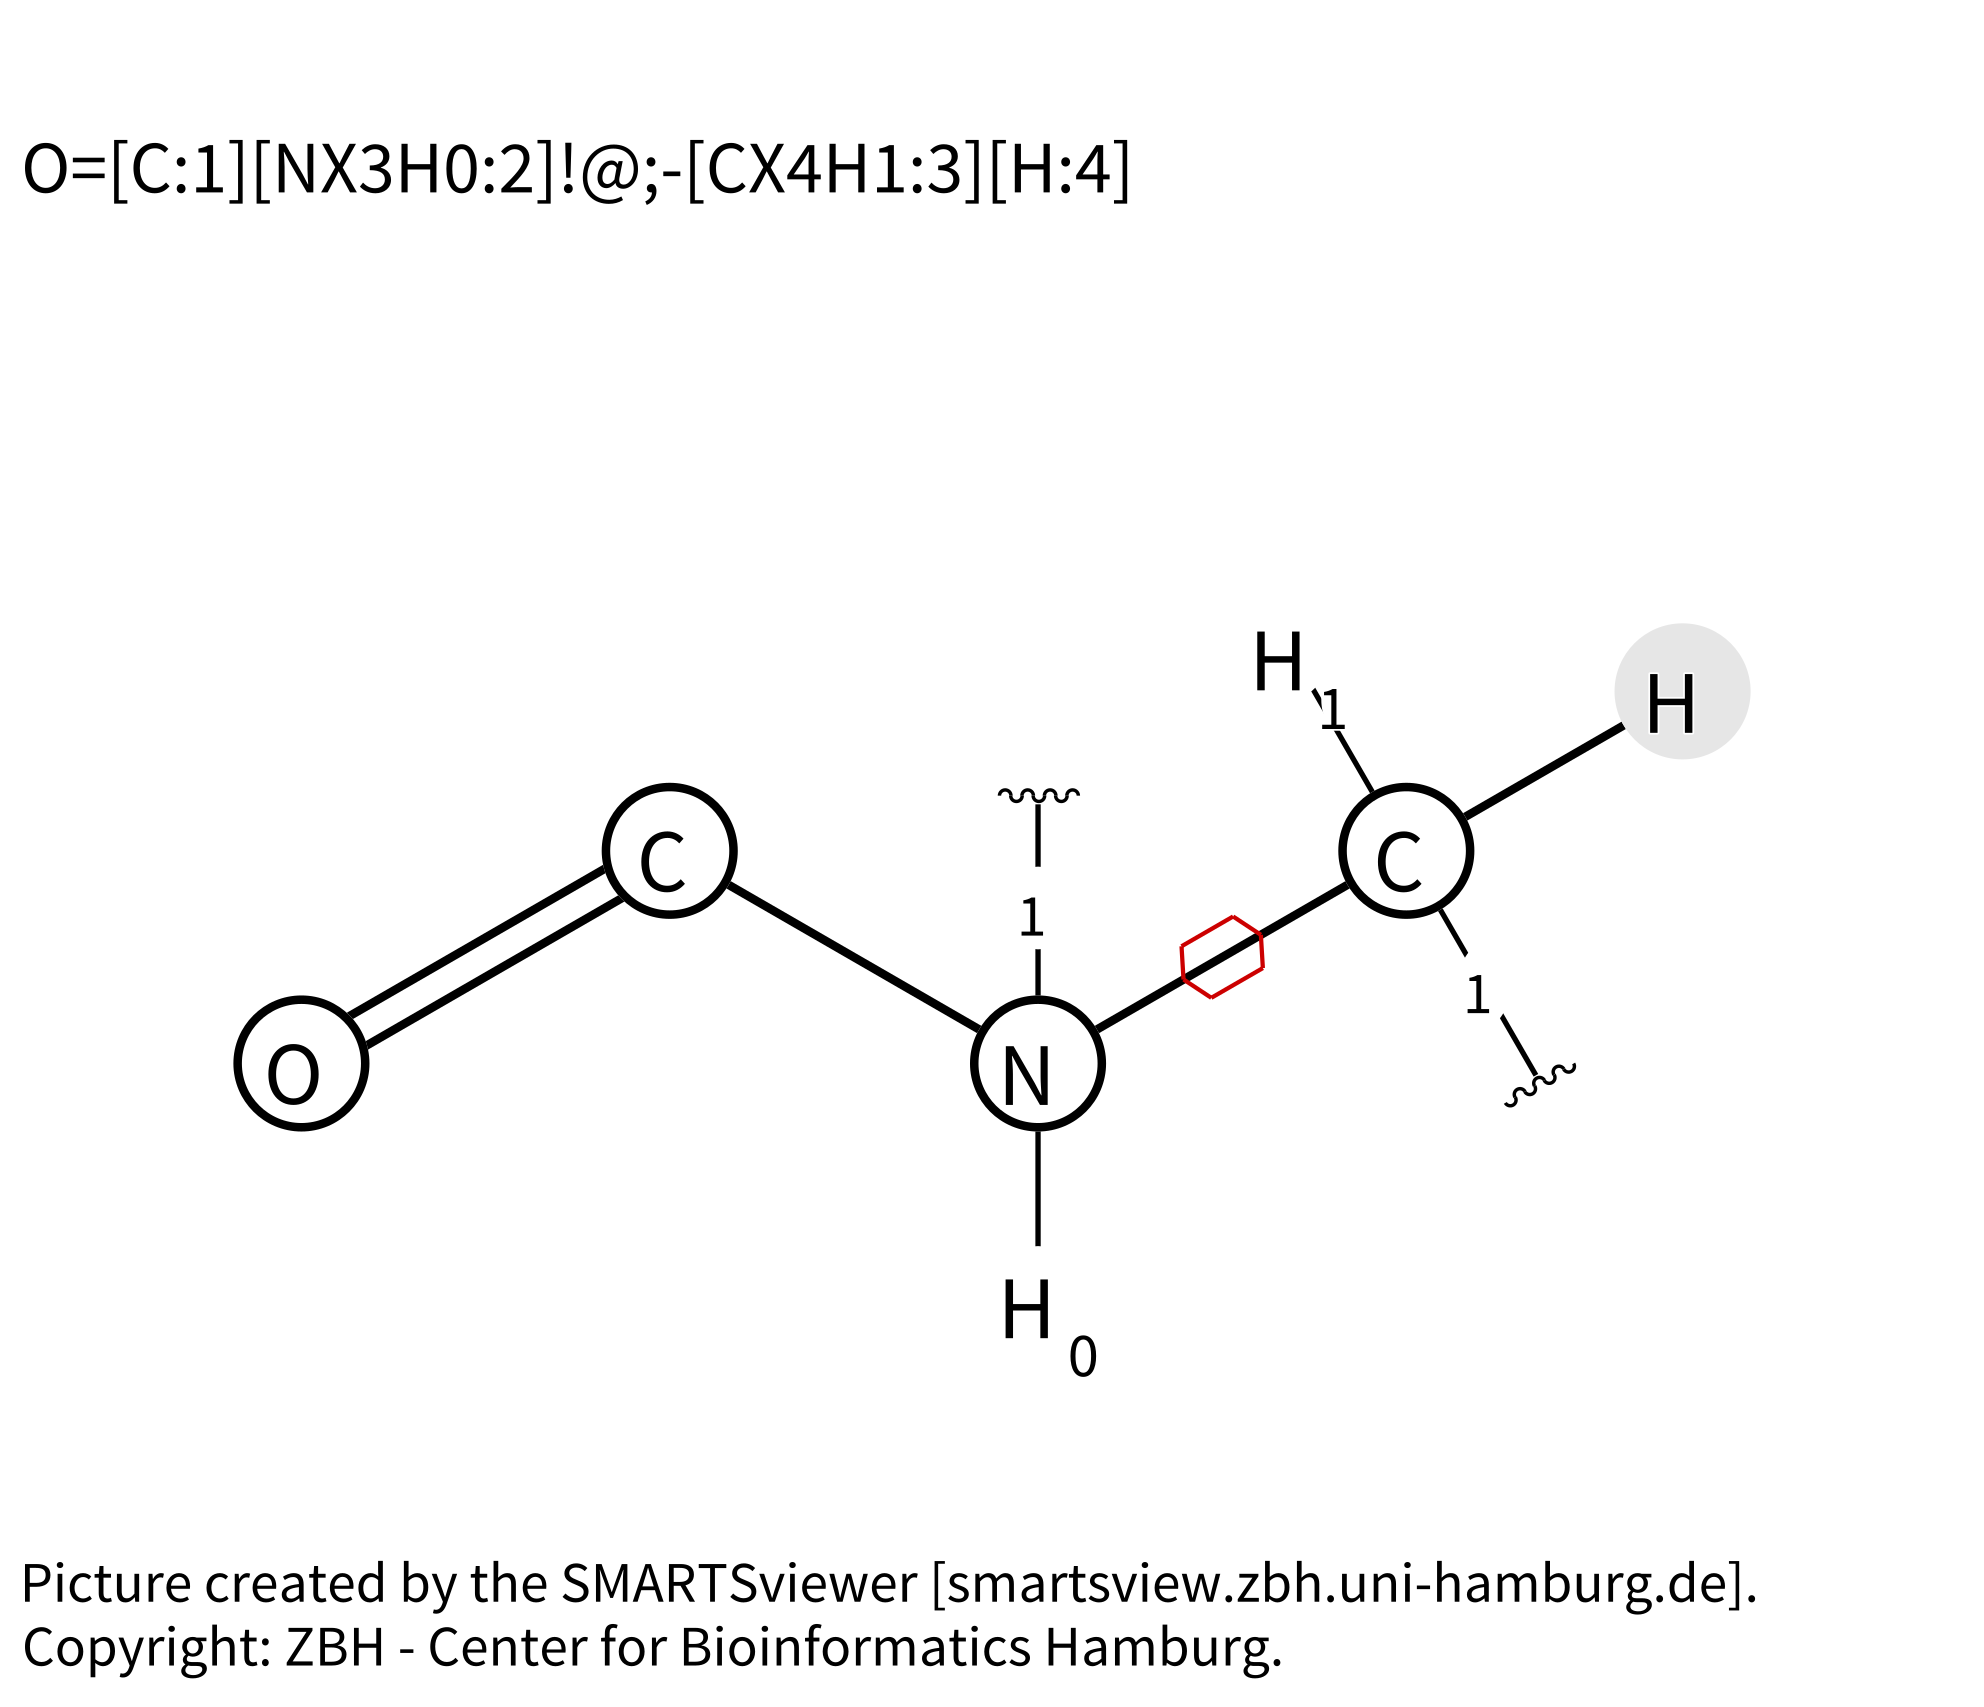 O=[C:1][NX3H0:2]!@;-[CX4H1:3][H:4]
H
1
H
C
C
1
1
O
N
H
0
Picture created by the SMARTSviewer [smartsview.zbh.uni-hamburg.de].
Copyright: ZBH - Center for Bioinformatics Hamburg.